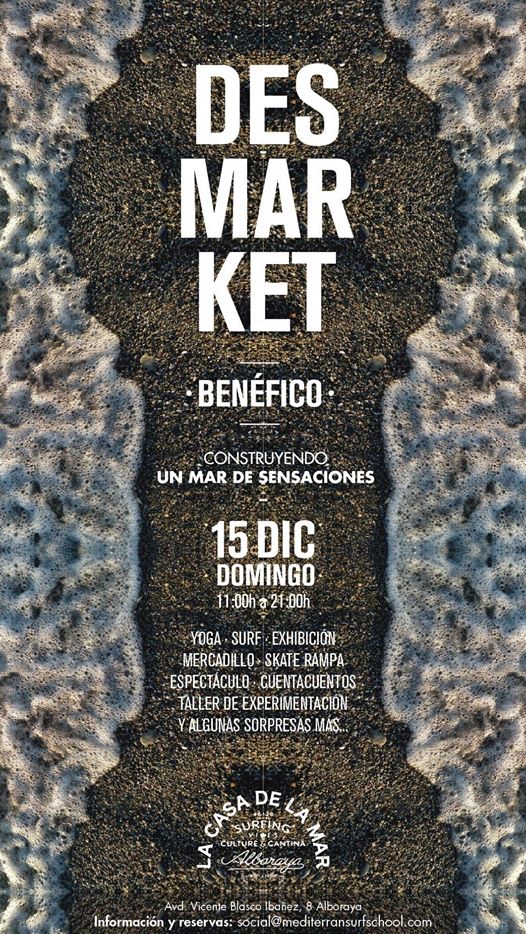 DES
MAR
KET
· BENÉFICO ·
CONSTRUYENDO
UN MAR DE SENSACIONES
15 DIC
DOMINGO
11:00h a 21:00h
YOGA · SURF · EXHIBICIÓN
MERCADILLO · SKATE RAMPA
ESPECTÁCULO · CUENTACUENTOS
TALLER DE EXPERIMENTACIÓN
Y ALGUNAS SORPRESAS MÁS...
LA CASA DE LA MAR
SURFING
VIBES
CULTURE & CANTINA
Alboraya
Avd. Vicente Blasco Ibañez, 8 Alboraya
Información y reservas: social@mediterransurfschool.com